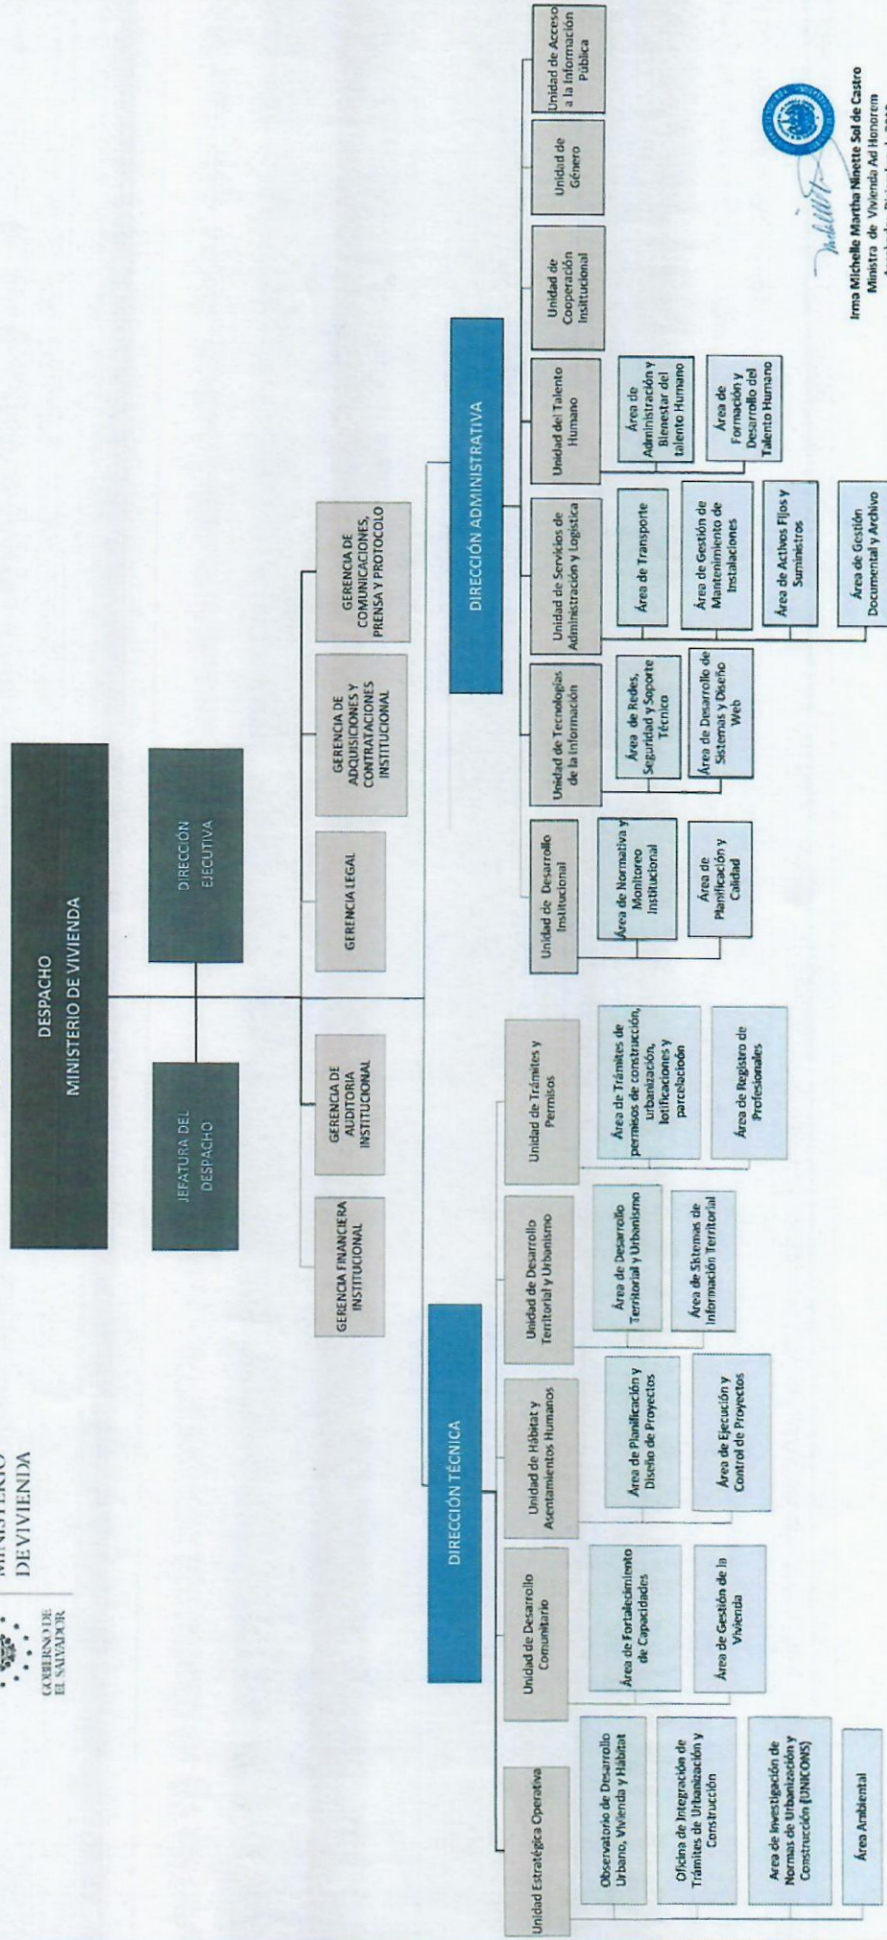 MINISTERIO
DE VIVIENDA
GOBIERNO DE
EL SALVADOR
DESPACHO
MINISTERIO DE VIVIENDA
JEFATURA DEL
DESPACHO
DIRECCIÓN
EJECUTIVA
GERENCIA FINANCIERA
INSTITUCIONAL
GERENCIA DE
AUDITORIA
INSTITUCIONAL
GERENCIA LEGAL
GERENCIA DE
ADQUISICIONES Y
CONTRATACIONES
INSTITUCIONAL
GERENCIA DE
COMUNICACIONES,
PRENSA Y PROTOCOLO
DIRECCIÓN TÉCNICA
Unidad Estratégica Operativa
Observatorio de Desarrollo
Urbano, Vivienda y Hábitat
Oficina de Integración de
Trámites de Urbanización y
Construcción
Area de Investigación de
Normas de Urbanización y
Construcción (UNICONS)
Área Ambiental
Unidad de Desarrollo
Comunitario
Área de Fortalecimiento
de Capacidades
Área de Gestión de la
Vivienda
Unidad de Hábitat y
Asentamientos Humanos
Área de Planificación y
Diseño de Proyectos
Área de Ejecución y
Control de Proyectos
Unidad de Desarrollo
Territorial y Urbanismo
Área de Desarrollo
Territorial y Urbanismo
Área de Sistemas de
Información Territorial
Unidad de Trámites y
Permisos
Área de Trámites de
permisos de construcción,
urbanización,
lotificaciones y
parcelacioón
Área de Registro de
Profesionales
DIRECCIÓN ADMINISTRATIVA
Unidad de Desarrollo
Institucional
Área de Normativa y
Monitoreo
Institucional
Área de
Planificación y
Calidad
Unidad de Tecnologías
de la Información
Área de Redes,
Seguridad y Soporte
Técnico
Área de Desarrollo de
Sistemas y Diseño
Web
Unidad de Servicios de
Administración y Logística
Área de Transporte
Área de Gestión de
Mantenimiento de
Instalaciones
Área de Activos Fijos y
Suministros
Área de Gestión
Documental y Archivo
Unidad del Talento
Humano
Área de
Administración y
Bienestar del
talento Humano
Área de
Formación y
Desarrollo del
Talento Humano
Unidad de
Cooperación
Insittucional
Unidad de
Género
Unidad de Acceso
a la Información
Pública
Irma Michelle Martha Ninette Sol de Castro
Ministra de Vivienda Ad Honorem